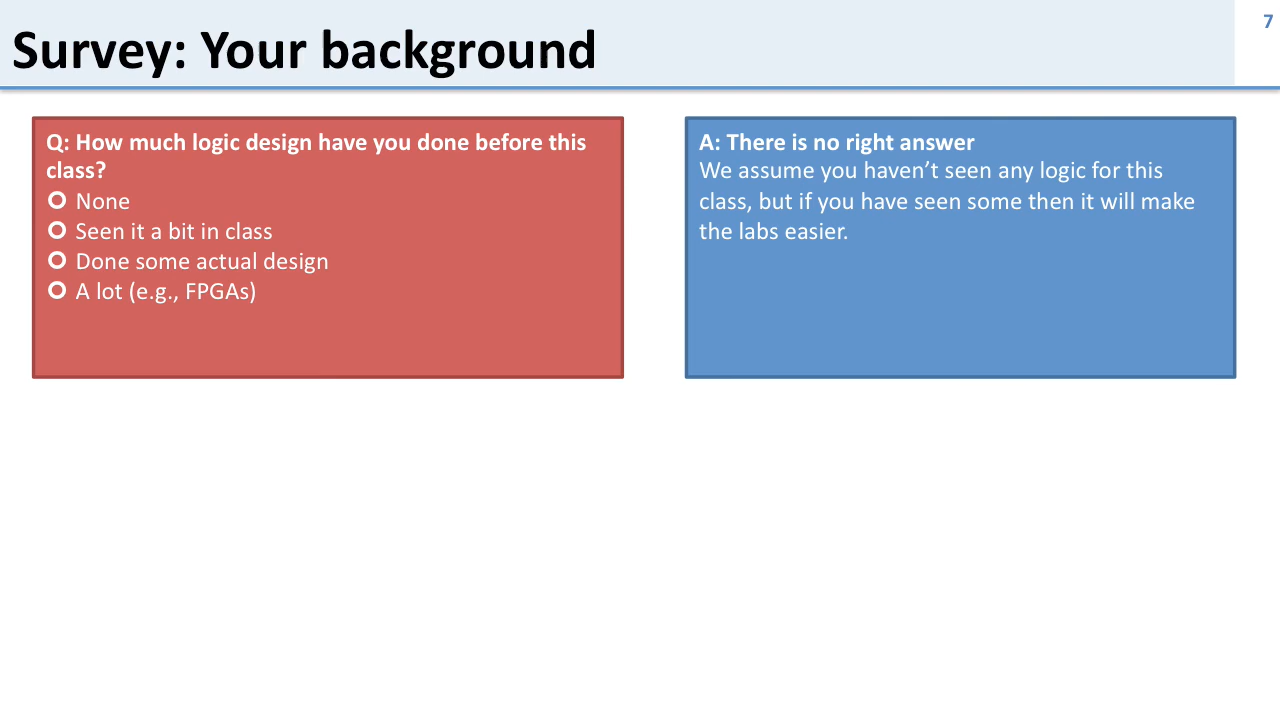 Survey: Your background
7
Q: How much logic design have you done before this
class?
None
Seen it a bit in class
Done some actual design
A lot (e.g., FPGAs)
A: There is no right answer
We assume you haven’t seen any logic for this
class, but if you have seen some then it will make
the labs easier.